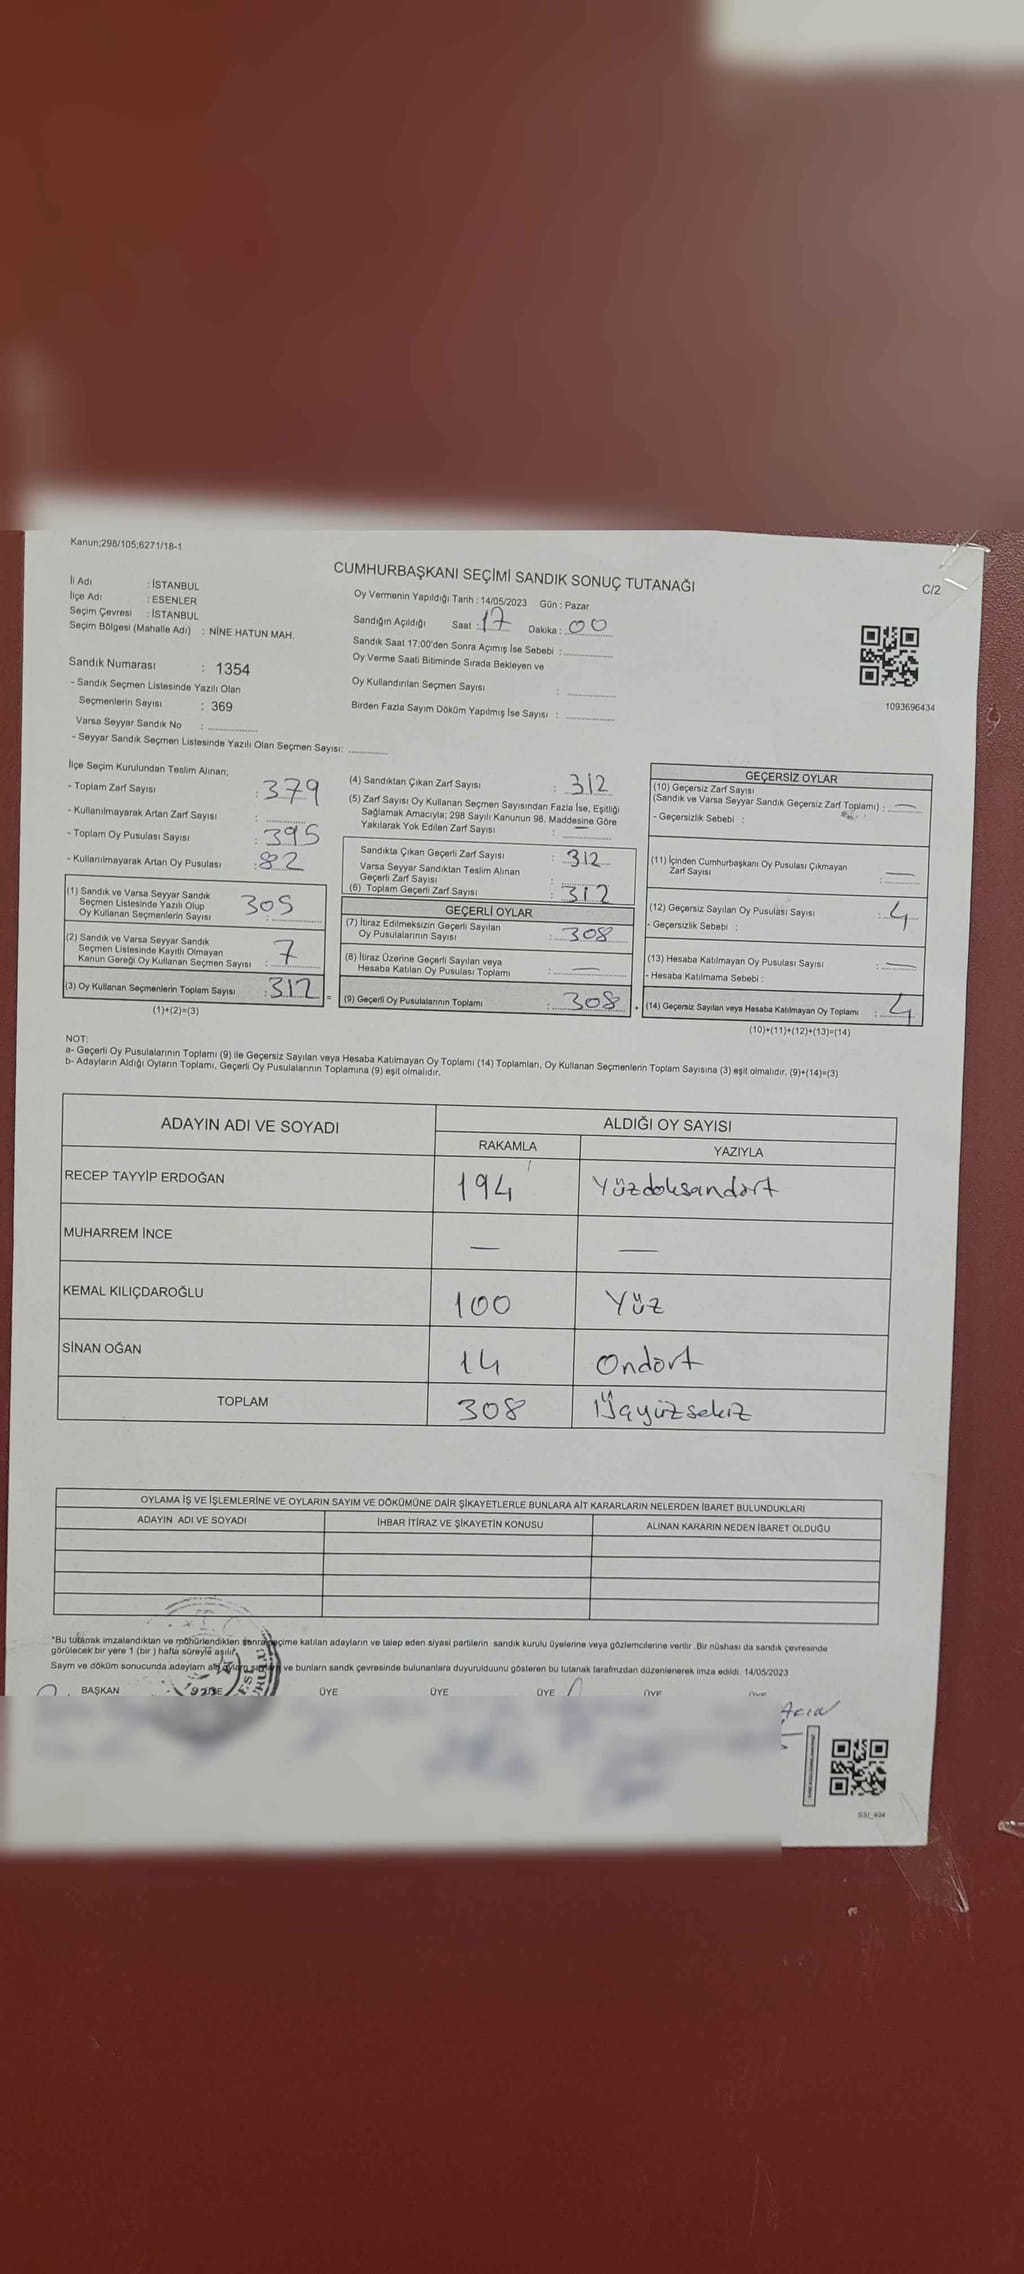 Kanun;298/105;6271/18-1
CUMHURBAŞKANI SEÇİMİ SANDIK SONUÇ TUTANAĞI
C/2
İl Adı : İSTANBUL
İlçe Adı : ESENLER
Seçim Çevresi : İSTANBUL
Seçim Bölgesi (Mahalle Adı) : NİNE HATUN MAH.
Oy Vermenin Yapıldığı Tarih : 14/05/2023 Gün : Pazar
Sandığın Açıldığı Saat : 17 Dakika : 00
Sandık Saat 17:00'den Sonra Açımış İse Sebebi :
Oy Verme Saati Bitiminde Sırada Bekleyen ve
Oy Kullandırılan Seçmen Sayısı :
Birden Fazla Sayım Döküm Yapılmış İse Sayısı :
1093696434
Sandık Numarası : 1354
- Sandık Seçmen Listesinde Yazılı Olan
Seçmenlerin Sayısı : 369
Varsa Seyyar Sandık No :
- Seyyar Sandık Seçmen Listesinde Yazılı Olan Seçmen Sayısı:
İlçe Seçim Kurulundan Teslim Alınan;
- Toplam Zarf Sayısı : 379
- Kullanılmayarak Artan Zarf Sayısı :
- Toplam Oy Pusulası Sayısı : 395
- Kullanılmayarak Artan Oy Pusulası : 82
(1) Sandık ve Varsa Seyyar Sandık
Seçmen Listesinde Yazılı Olup
Oy Kullanan Seçmenlerin Sayısı : 305
(2) Sandık ve Varsa Seyyar Sandık
Seçmen Listesinde Kayıtlı Olmayan
Kanun Gereği Oy Kullanan Seçmen Sayısı : 7
(3) Oy Kullanan Seçmenlerin Toplam Sayısı : 312
(1)+(2)=(3)
(4) Sandıktan Çıkan Zarf Sayısı : 312
(5) Zarf Sayısı Oy Kullanan Seçmen Sayısından Fazla İse, Eşitliği
Sağlamak Amacıyla; 298 Sayılı Kanunun 98. Maddesine Göre
Yakılarak Yok Edilen Zarf Sayısı : —
Sandıkta Çıkan Geçerli Zarf Sayısı : 312
Varsa Seyyar Sandıktan Teslim Alınan
Geçerli Zarf Sayısı :
(6) Toplam Geçerli Zarf Sayısı : 312
GEÇERLİ OYLAR
(7) İtiraz Edilmeksizin Geçerli Sayılan
Oy Pusulalarının Sayısı : 308
(8) İtiraz Üzerine Geçerli Sayılan veya
Hesaba Katılan Oy Pusulası Toplamı : —
= (9) Geçerli Oy Pusulalarının Toplamı : 308
GEÇERSİZ OYLAR
(10) Geçersiz Zarf Sayısı
(Sandık ve Varsa Seyyar Sandık Geçersiz Zarf Toplamı) : —
- Geçersizlik Sebebi :
(11) İçinden Cumhurbaşkanı Oy Pusulası Çıkmayan
Zarf Sayısı : —
(12) Geçersiz Sayılan Oy Pusulası Sayısı : 4
- Geçersizlik Sebebi :
(13) Hesaba Katılmayan Oy Pusulası Sayısı : —
- Hesaba Katılmama Sebebi :
+ (14) Geçersiz Sayılan veya Hesaba Katılmayan Oy Toplamı : 4
(10)+(11)+(12)+(13)=(14)
NOT:
a- Geçerli Oy Pusulalarının Toplamı (9) ile Geçersiz Sayılan veya Hesaba Katılmayan Oy Toplamı (14) Toplamları, Oy Kullanan Seçmenlerin Toplam Sayısına (3) eşit olmalıdır. (9)+(14)=(3)
b- Adayların Aldığı Oyların Toplamı, Geçerli Oy Pusulalarının Toplamına (9) eşit olmalıdır.
ADAYIN ADI VE SOYADI ALDIĞI OY SAYISI
RAKAMLA YAZIYLA
RECEP TAYYİP ERDOĞAN 194 Yüzdoksandört
MUHARREM İNCE — —
KEMAL KILIÇDAROĞLU 100 Yüz
SİNAN OĞAN 14 Ondört
TOPLAM 308 Üçyüzsekiz
OYLAMA İŞ VE İŞLEMLERİNE VE OYLARIN SAYIM VE DÖKÜMÜNE DAİR ŞİKAYETLERLE BUNLARA AİT KARARLARIN NELERDEN İBARET BULUNDUKLARI
ADAYIN ADI VE SOYADI İHBAR İTİRAZ VE ŞİKAYETİN KONUSU ALINAN KARARIN NEDEN İBARET OLDUĞU
*Bu tutanak imzalandıktan ve mühürlendikten sonra seçime katılan adayların ve talep eden siyasi partilerin sandık kurulu üyelerine veya gözlemcilerine verilir .Bir nüshası da sandık çevresinde
görülecek bir yere 1 (bir ) hafta süreyle asılır.
Sayım ve döküm sonucunda adayların ve bunların sandk çevresinde bulunanlara duyurulduunu gösteren bu tutanak tarafmzdan düzenlenerek imza edildi. 14/05/2023
BAŞKAN ÜYE ÜYE ÜYE ÜYE ÜYE